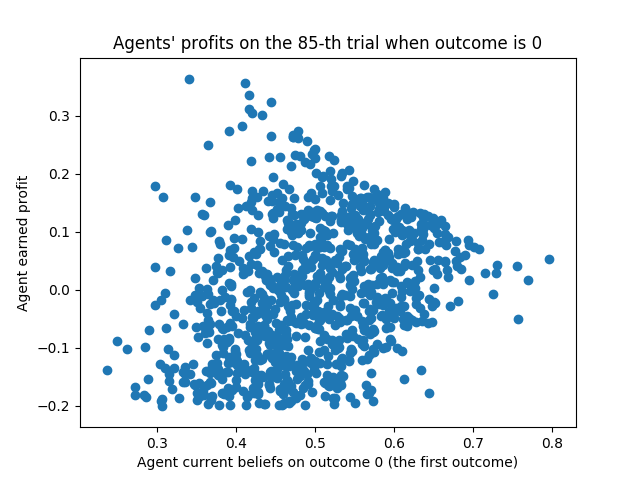 Agents' profits on the 85-th trial when outcome is 0
0.3
0.2
0.1
0.0
−0.1
−0.2
Agent earned profit
0.3 0.4 0.5 0.6 0.7 0.8
Agent current beliefs on outcome 0 (the first outcome)